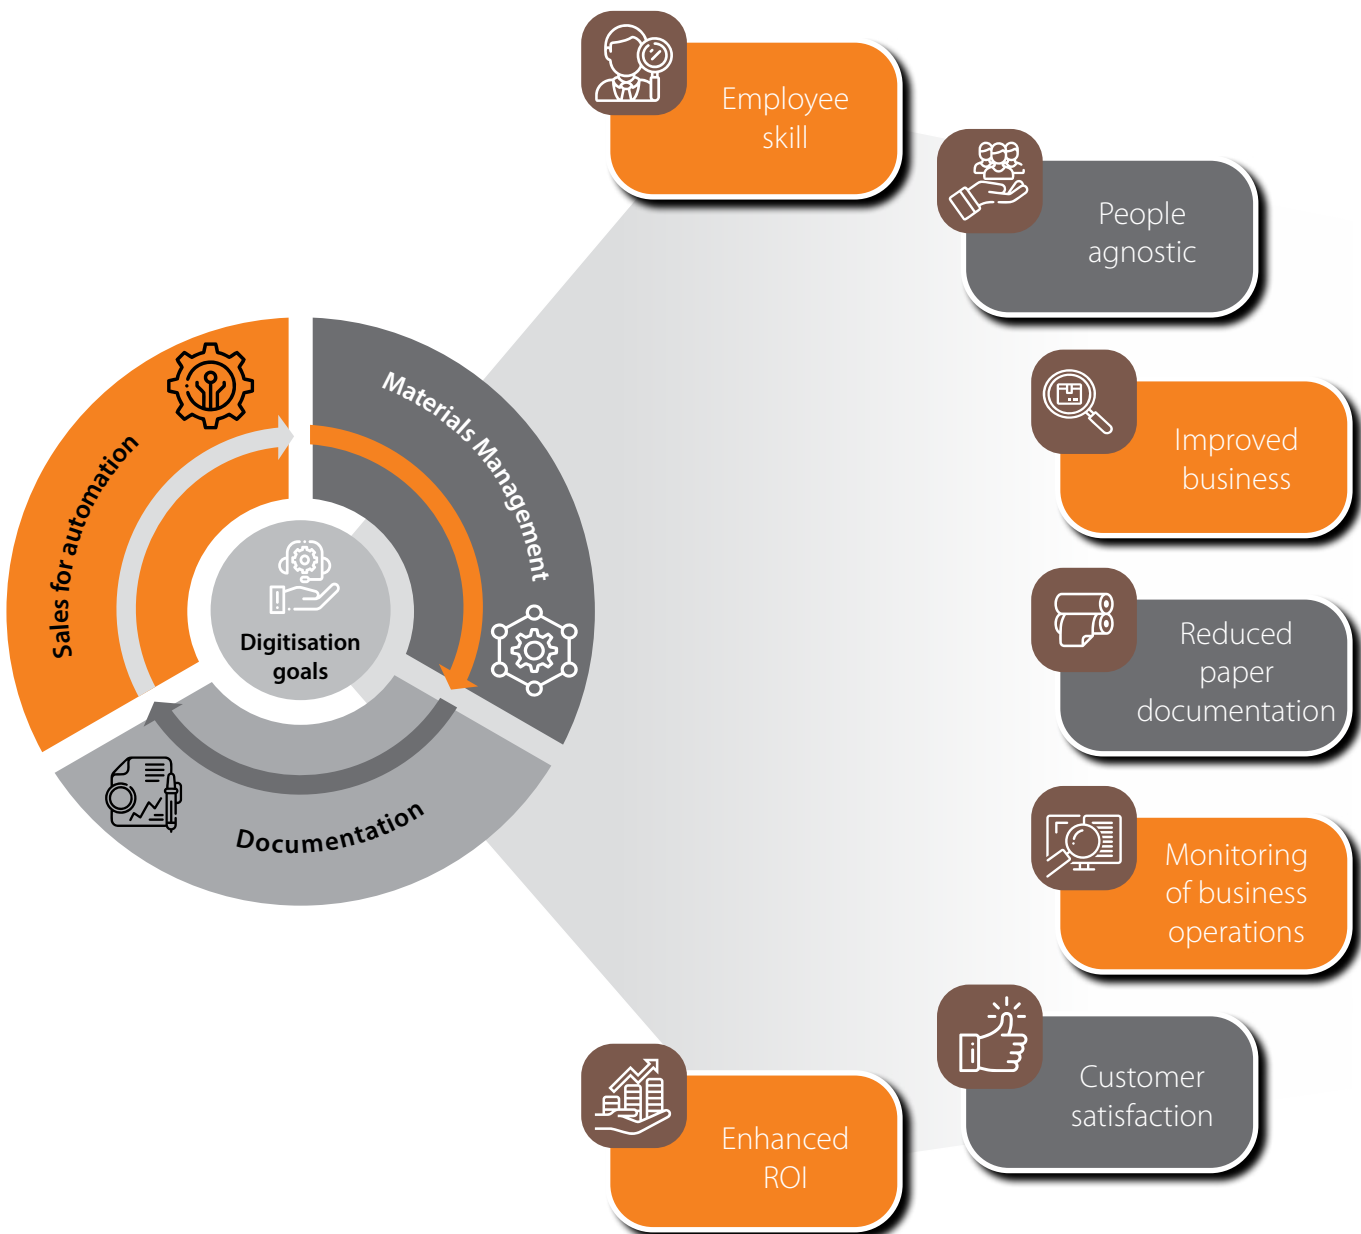 Sales for automation
Materials Management
Documentation
Digitisation
goals
Employee
skill
People
agnostic
Improved
business
Reduced
paper
documentation
Monitoring
of business
operations
Customer
satisfaction
Enhanced
ROI